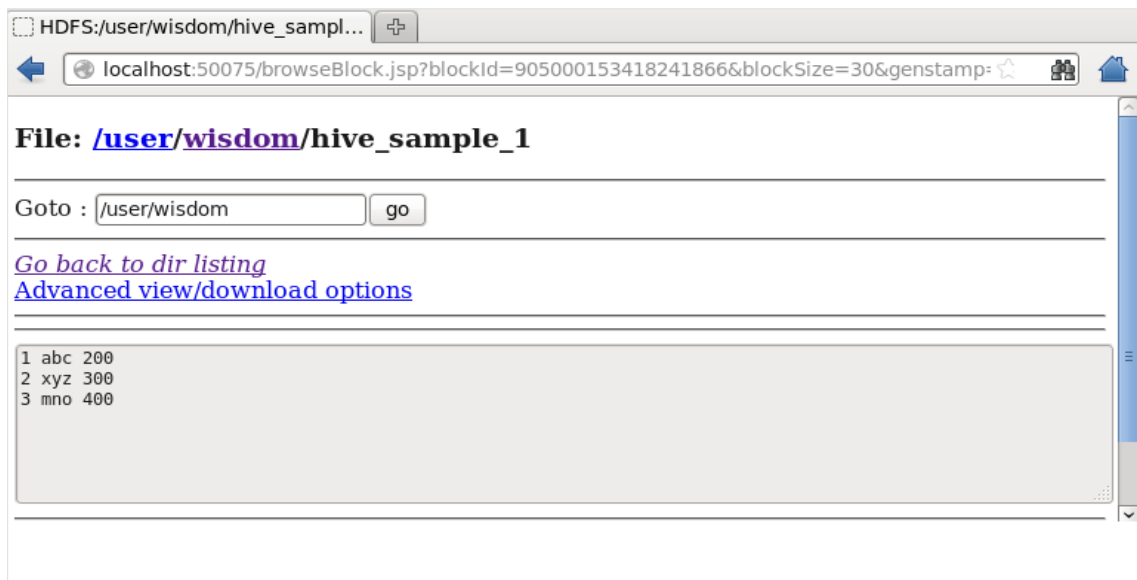 HDFS:/user/wisdom/hive_sampl...
localhost:50075/browseBlock.jsp?blockId=905000153418241866&blockSize=30&genstamp=
File: /user/wisdom/hive_sample_1
Goto : /user/wisdom go
Go back to dir listing
Advanced view/download options
1 abc 200
2 xyz 300
3 mno 400